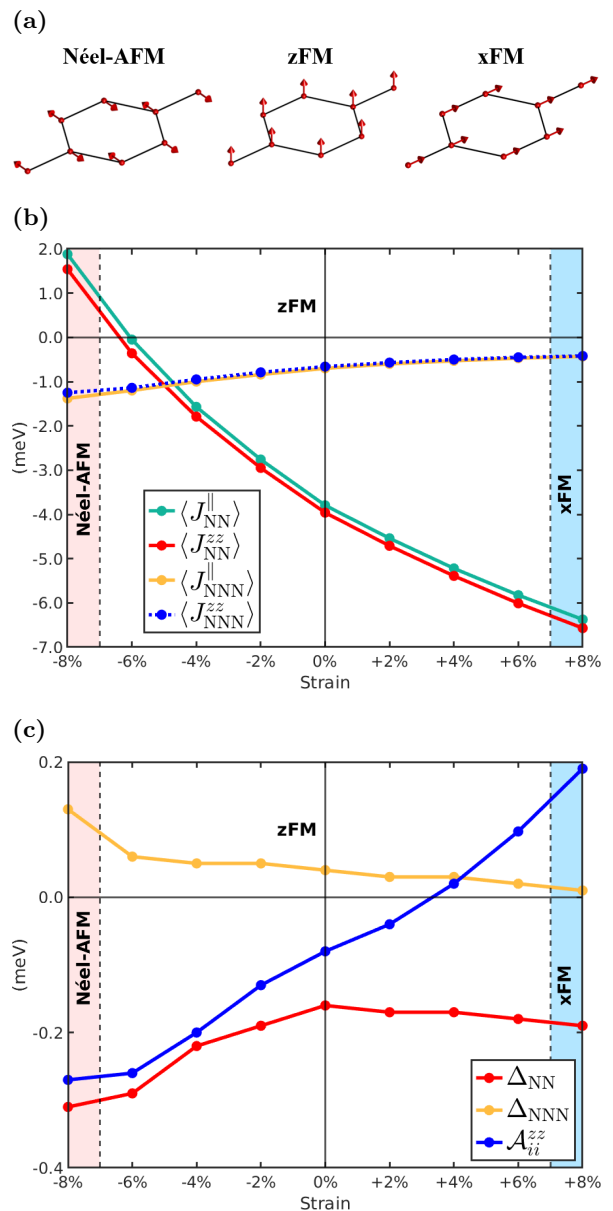 (a)
Néel-AFM zFM xFM
(b)
2.0
1.0
0.0
-1.0
-2.0
-3.0
-4.0
-5.0
-6.0
-7.0
(meV)
zFM
Néel-AFM
xFM
⟨J^∥_NN⟩
⟨J^zz_NN⟩
⟨J^∥_NNN⟩
⟨J^zz_NNN⟩
-8% -6% -4% -2% 0% +2% +4% +6% +8%
Strain
(c)
0.2
0.0
-0.2
-0.4
(meV)
zFM
Néel-AFM
xFM
Δ_NN
Δ_NNN
𝒜^zz_ii
-8% -6% -4% -2% 0% +2% +4% +6% +8%
Strain